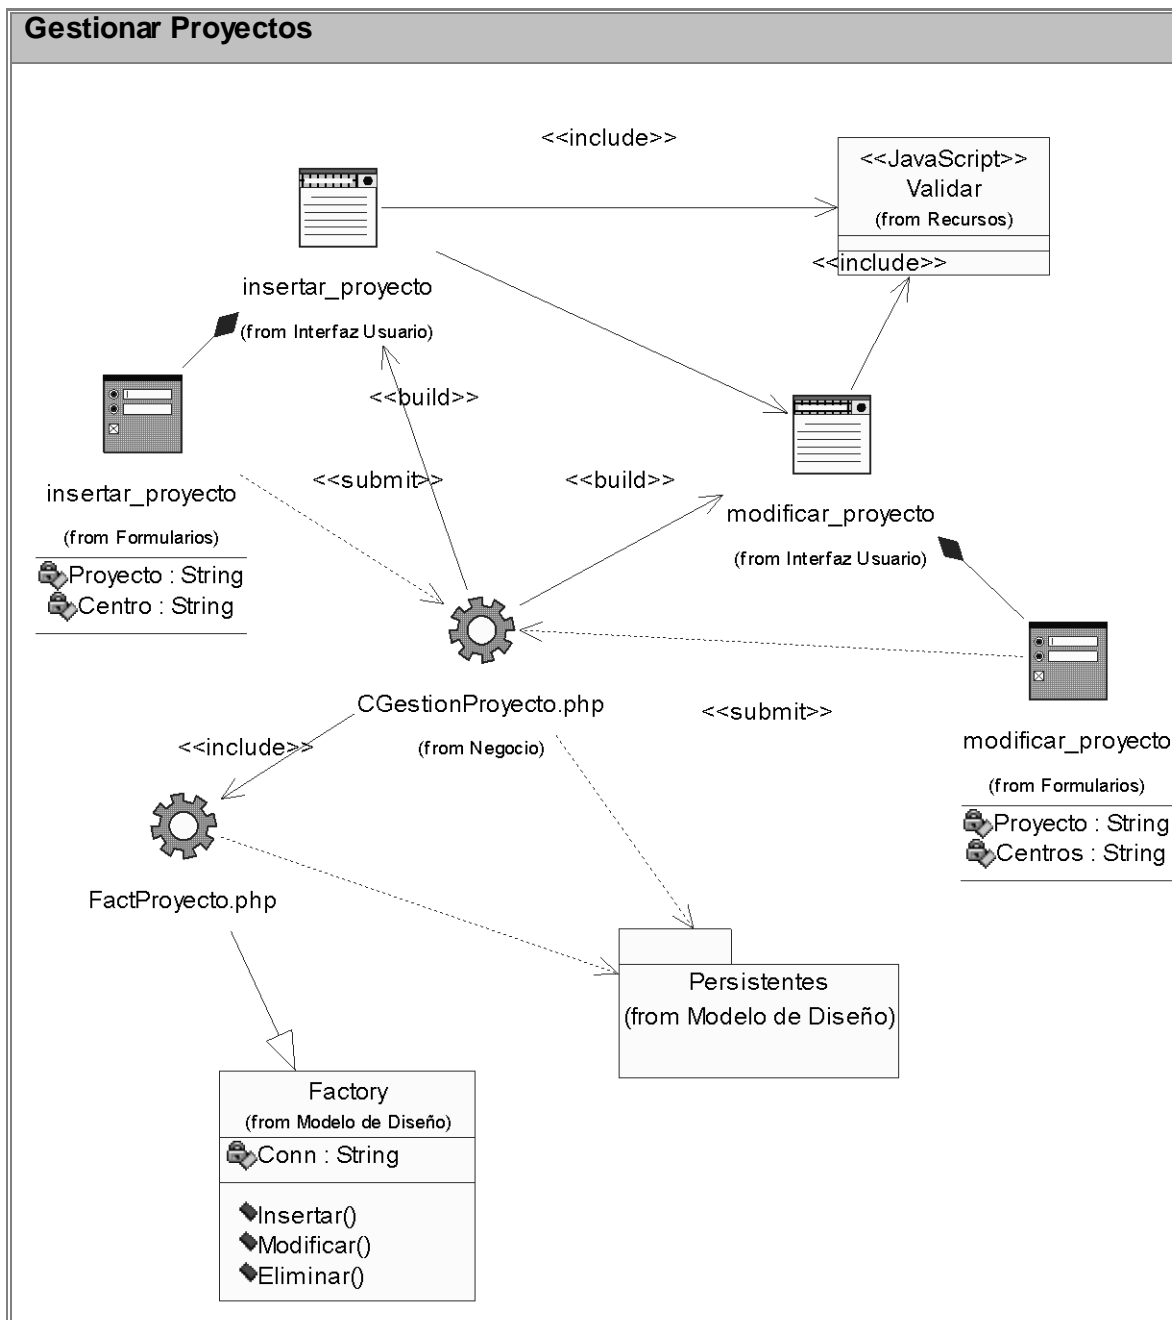 Gestionar Proyectos
<<include>>
<<JavaScript>>
Validar
(from Recursos)
<<include>>
insertar_proyecto
(from Interfaz Usuario)
<<build>>
<<submit>>
<<build>>
insertar_proyecto
(from Formularios)
Proyecto : String
Centro : String
modificar_proyecto
(from Interfaz Usuario)
CGestionProyecto.php
(from Negocio)
<<submit>>
<<include>>
modificar_proyecto
(from Formularios)
Proyecto : String
Centros : String
FactProyecto.php
Persistentes
(from Modelo de Diseño)
Factory
(from Modelo de Diseño)
Conn : String
Insertar()
Modificar()
Eliminar()